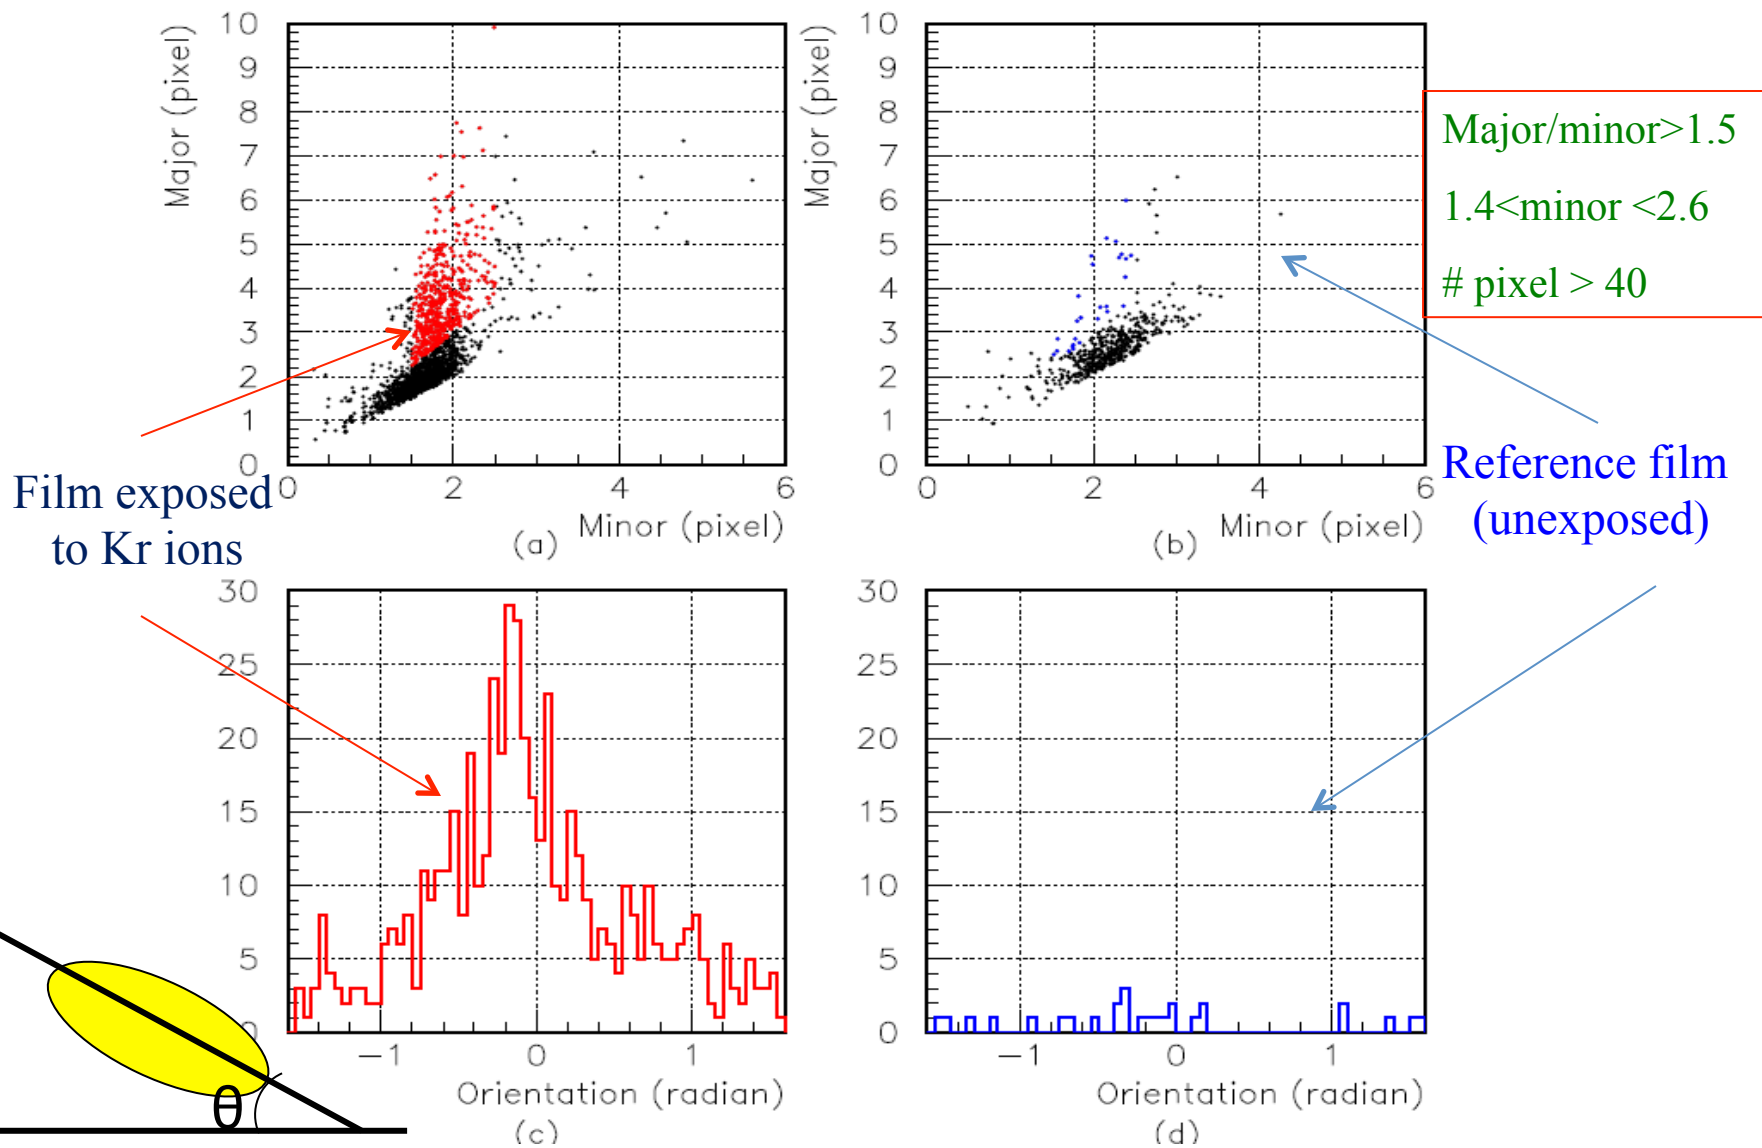 10
9
8
7
6
5
4
3
2
1
0
Major (pixel)
0 2 4 6
Minor (pixel)
(a)
10
9
8
7
6
5
4
3
2
1
0
Major (pixel)
0 2 4 6
Minor (pixel)
(b)
Major/minor>1.5
1.4<minor <2.6
# pixel > 40
Film exposed
to Kr ions
Reference film
(unexposed)
30
25
20
15
10
5
0
−1 0 1
Orientation (radian)
(c)
30
25
20
15
10
5
0
−1 0 1
Orientation (radian)
(d)
θ